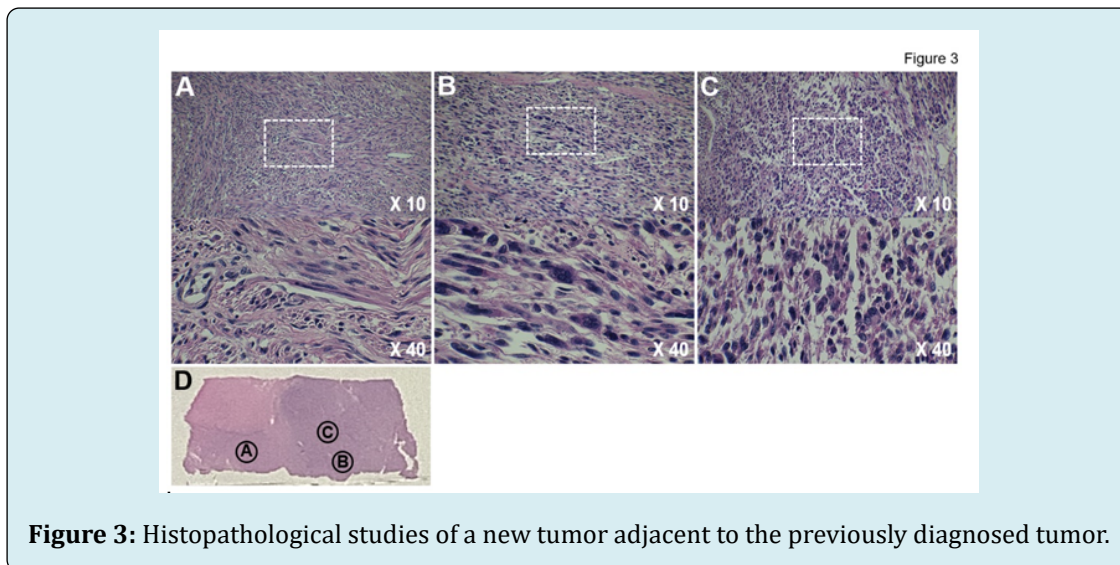 Figure 3
A
B
C
X 10
X 10
X 10
X 40
X 40
X 40
D
A
C
B
Figure 3: Histopathological studies of a new tumor adjacent to the previously diagnosed tumor.